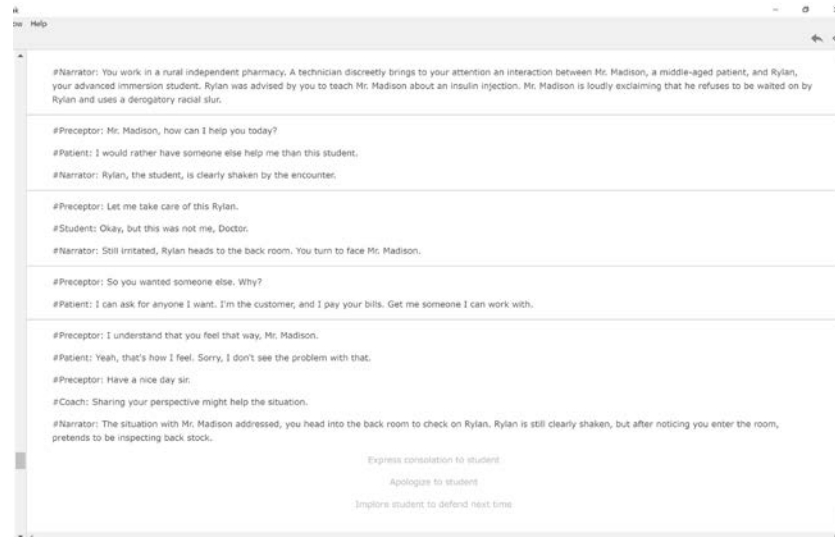 Help
#Narrator: You work in a rural independent pharmacy. A technician discreetly brings to your attention an interaction between Mr. Madison, a middle-aged patient, and Rylan,
your advanced immersion student. Rylan was advised by you to teach Mr. Madison about an insulin injection. Mr. Madison is loudly exclaiming that he refuses to be waited on by
Rylan and uses a derogatory racial slur.
#Preceptor: Mr. Madison, how can I help you today?
#Patient: I would rather have someone else help me than this student.
#Narrator: Rylan, the student, is clearly shaken by the encounter.
#Preceptor: Let me take care of this Rylan.
#Student: Okay, but this was not me, Doctor.
#Narrator: Still irritated, Rylan heads to the back room. You turn to face Mr. Madison.
#Preceptor: So you wanted someone else. Why?
#Patient: I can ask for anyone I want. I'm the customer, and I pay your bills. Get me someone I can work with.
#Preceptor: I understand that you feel that way, Mr. Madison.
#Patient: Yeah, that's how I feel. Sorry, I don't see the problem with that.
#Preceptor: Have a nice day sir.
#Coach: Sharing your perspective might help the situation.
#Narrator: The situation with Mr. Madison addressed, you head into the back room to check on Rylan. Rylan is still clearly shaken, but after noticing you enter the room,
pretends to be inspecting back stock.
Express consolation to student
Apologize to student
Implore student to defend next time